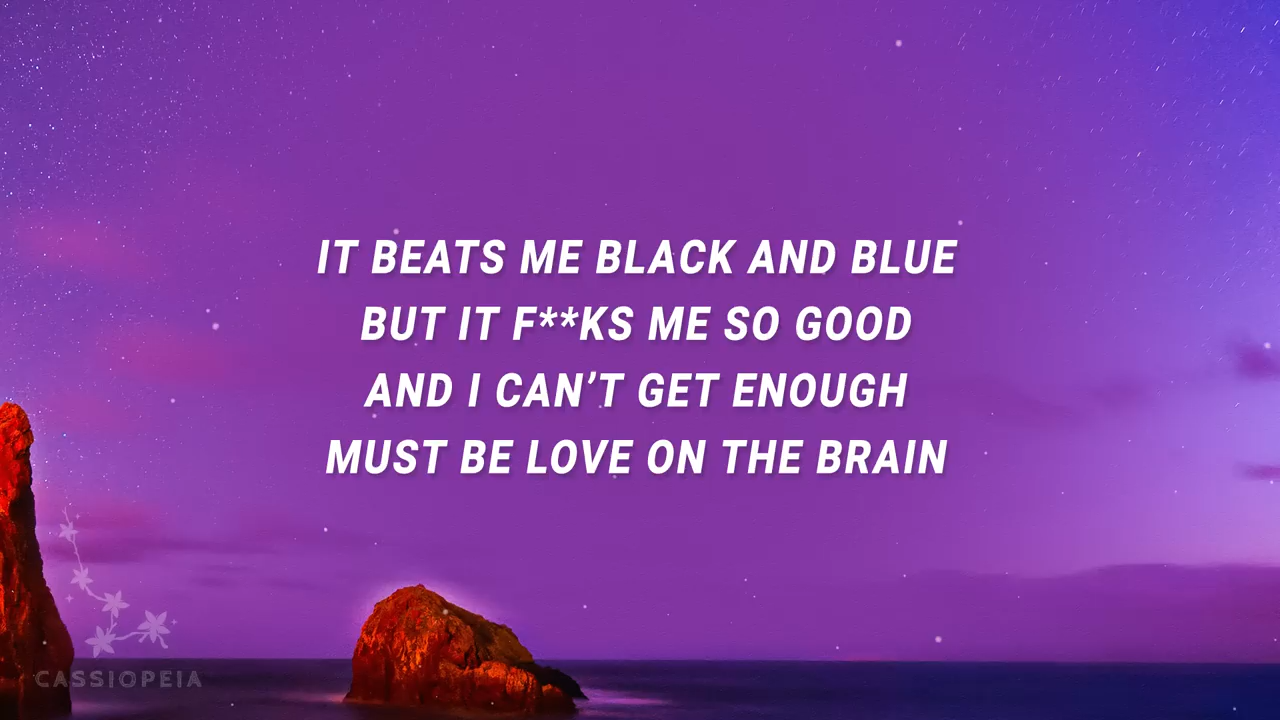 IT BEATS ME BLACK AND BLUE
BUT IT F**KS ME SO GOOD
AND I CAN’T GET ENOUGH
MUST BE LOVE ON THE BRAIN
CASSIOPEIA